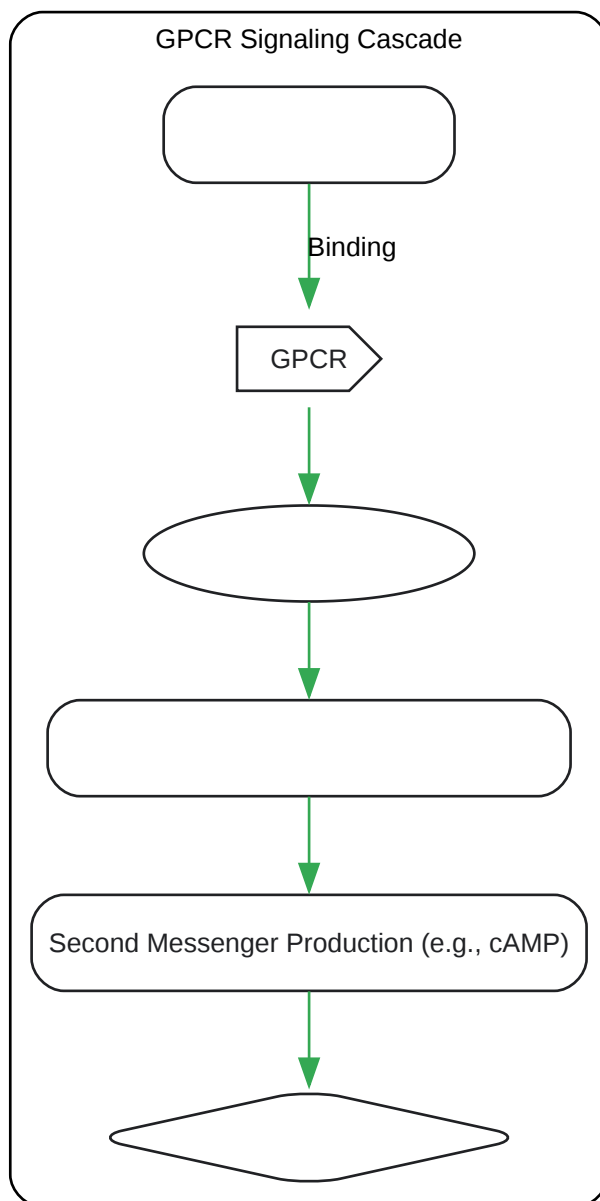 GPCR Signaling Cascade
Binding
GPCR
Second Messenger Production (e.g., cAMP)